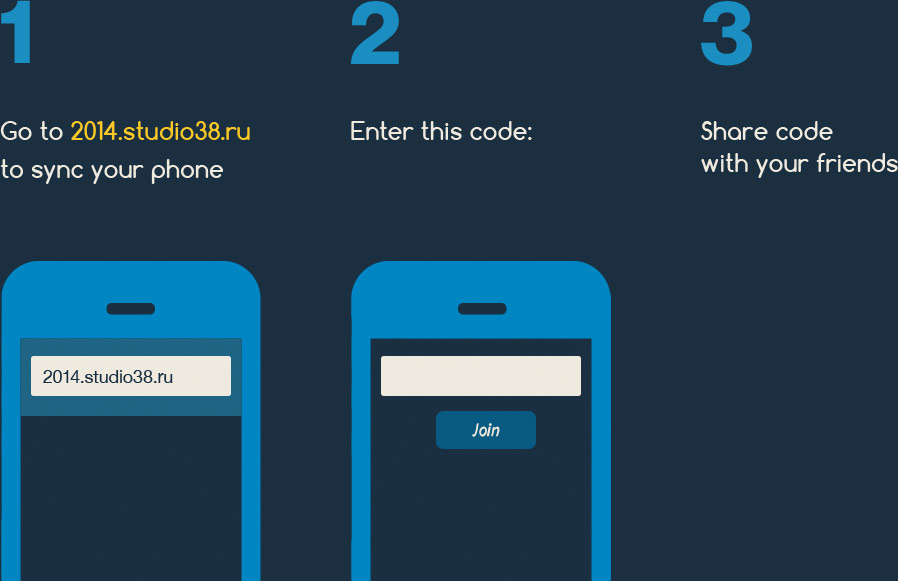 1
Go to 2014.studio38.ru
to sync your phone
2014.studio38.ru
2
Enter this code:
Join
3
Share code
with your friends